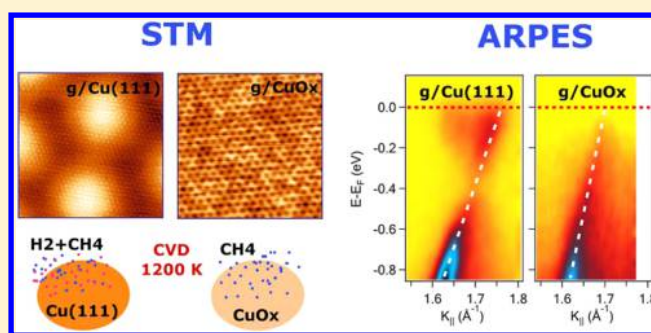 STM
ARPES
g/Cu(111)
g/CuOx
g/Cu(111)
g/CuOx
E-EF (eV)
0.0
-0.2
-0.4
-0.6
-0.8
H2+CH4
CVD
1200 K
CH4
Cu(111)
CuOx
1.6
1.7
1.8
1.6
1.7
1.8
K|| (Å⁻¹)
K|| (Å⁻¹)